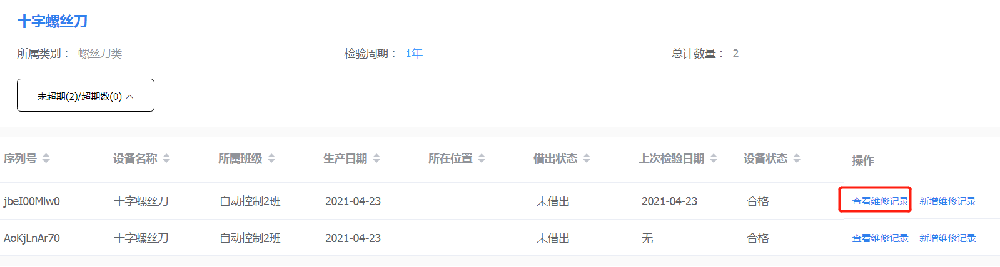 十字螺丝刀
所属类别： 螺丝刀类 检验周期： 1年 总计数量： 2
未超期(2)/超期数(0)
序列号 设备名称 所属班级 生产日期 所在位置 借出状态 上次检验日期 设备状态 操作
jbeI00Mlw0 十字螺丝刀 自动控制2班 2021-04-23 未借出 2021-04-23 合格 查看维修记录 新增维修记录
AoKjLnAr70 十字螺丝刀 自动控制2班 2021-04-23 未借出 无 合格 查看维修记录 新增维修记录